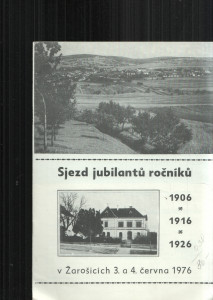 Sjezd jubilantů ročníků
1906
1916
1926
v Žarošicích 3. a 4. června 1976